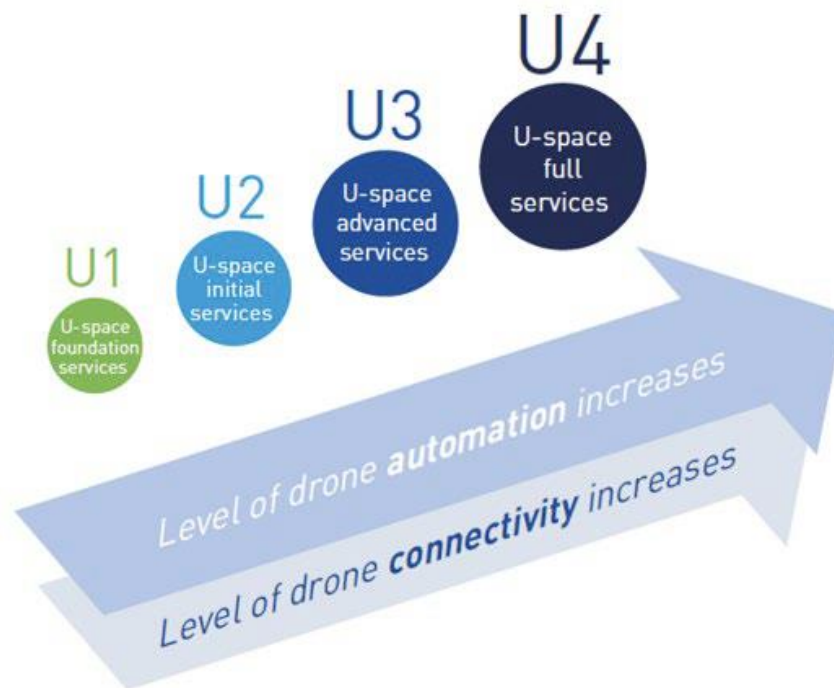 U1
U-space
foundation
services
U2
U-space
initial
services
U3
U-space
advanced
services
U4
U-space
full
services
Level of drone automation increases
Level of drone connectivity increases